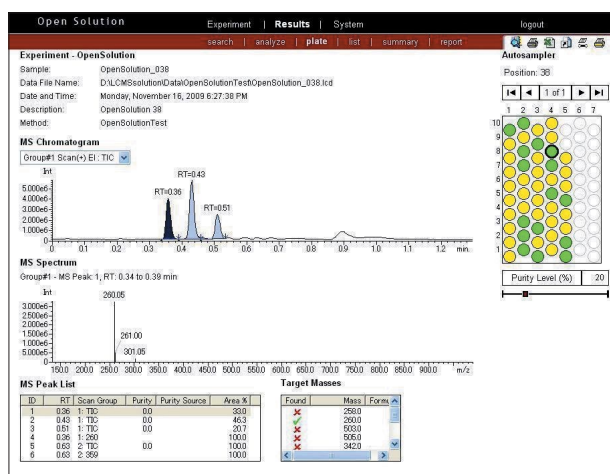 Open Solution
Experiment | Results | System
logout
search | analyze | plate | list | summary | report
Experiment - OpenSolution
Sample: OpenSolution_038
Data File Name: D:\LCMSsolution\Data\OpenSolutionTest\OpenSolution_038.lcd
Date and Time: Monday, November 16, 2009 6:27:38 PM
Description: OpenSolution 38
Method: OpenSolutionTest
Autosampler
Position: 38
1 of 1
1 2 3 4 5 6 7
10
9
8
7
6
5
4
3
2
1
Purity Level (%) 20
MS Chromatogram
Group#1 Scan(+) EI : TIC
Int
RT=0.36
RT=0.43
RT=0.51
5.000e6
4.000e6
3.000e6
2.000e6
1.000e6
0
0 0.1 0.2 0.3 0.4 0.5 0.6 0.7 0.8 0.9 1.0 1.1 1.2 min.
MS Spectrum
Group#1 - MS Peak: 1, RT: 0.34 to 0.39 min
Int
260.05
261.00
301.05
3.000e6
2.500e6
2.000e6
1.500e6
1.000e6
5.000e5
150.0 200.0 250.0 300.0 350.0 400.0 450.0 500.0 550.0 600.0 650.0 700.0 750.0 800.0 850.0 900.0 m/z
MS Peak List
ID RT Scan Group Purity Purity Source Area %
1 0.36 1: TIC 0.0 33.0
2 0.43 1: TIC 0.0 46.3
3 0.51 1: TIC 0.0 20.7
4 0.36 1: 260 100.0
5 0.63 2: TIC 0.0 100.0
6 0.63 2: 359 100.0
Target Masses
Found Mass Formu
258.0
260.0
503.0
505.0
342.0